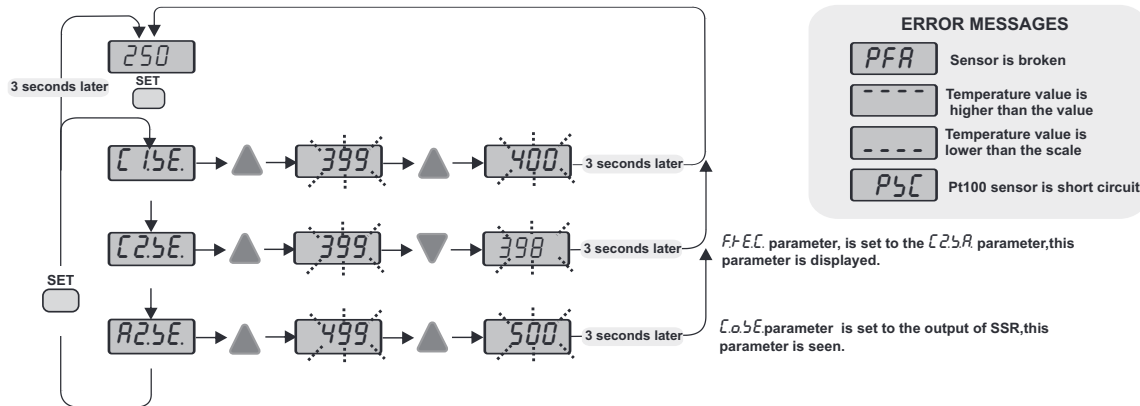 250
SET
3 seconds later
C1.SE.
399
400
3 seconds later
C2.SE.
399
398
3 seconds later
SET
A2.SE.
499
500
3 seconds later
ERROR MESSAGES
PFA
Sensor is broken
- - - -
Temperature value is
higher than the value
- - - -
Temperature value is
lower than the scale
PSC
Pt100 sensor is short circuit
F.t.E.C. parameter, is set to the C2.S.A. parameter,this
parameter is displayed.
C.o.SE.parameter is set to the output of SSR,this
parameter is seen.